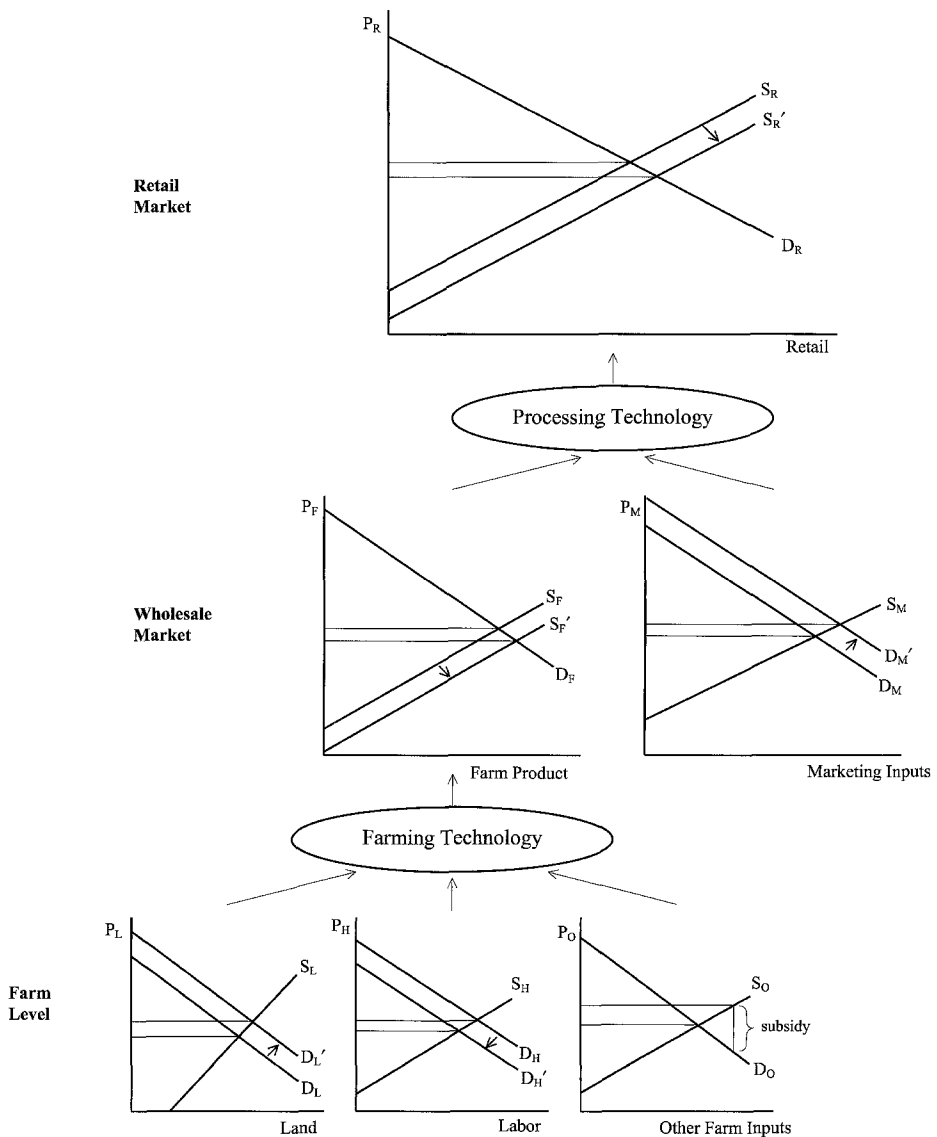 P_R
S_R
S_R′
Retail
Market
D_R
Retail
Processing Technology
P_F
P_M
S_F
S_F′
S_M
Wholesale
Market
D_F
D_M′
D_M
Farm Product
Marketing Inputs
Farming Technology
P_L
P_H
P_O
S_L
S_H
S_O
Farm
Level
subsidy
D_L′
D_L
D_H
D_H′
D_O
Land
Labor
Other Farm Inputs